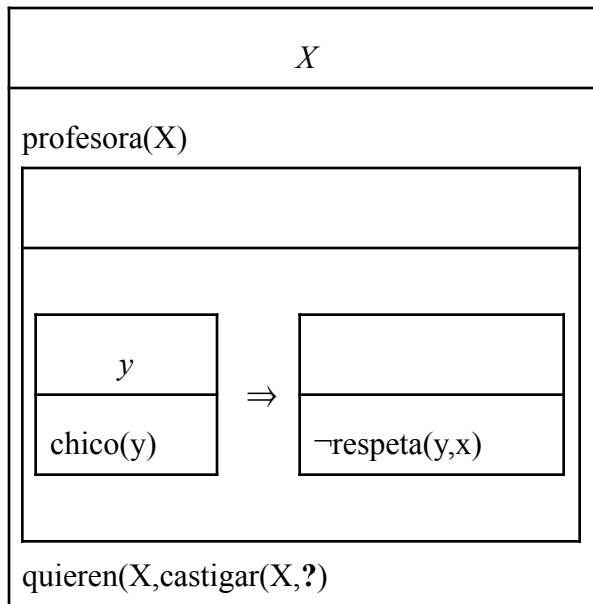 X
profesora(X)
y
⇒
chico(y)
¬respeta(y,x)
quieren(X,castigar(X,?)